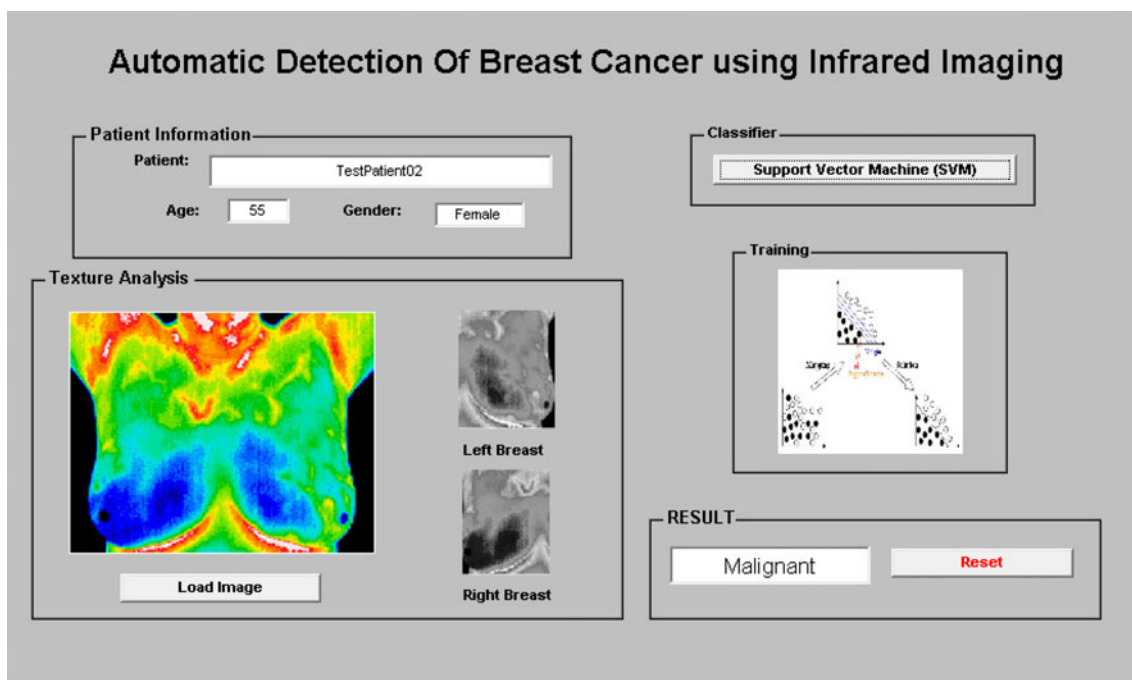 Automatic Detection Of Breast Cancer using Infrared Imaging
Patient Information
Patient:
TestPatient02
Age:
55
Gender:
Female
Classifier
Support Vector Machine (SVM)
Texture Analysis
Left Breast
Right Breast
Load Image
Training
RESULT
Malignant
Reset